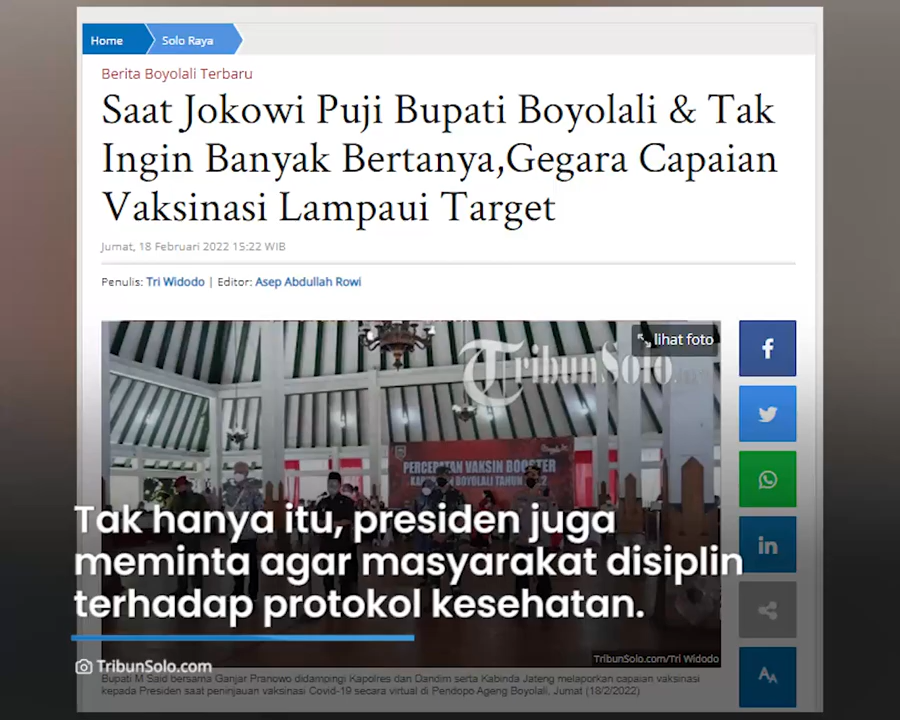 Home
Solo Raya
Berita Boyolali Terbaru
Saat Jokowi Puji Bupati Boyolali & Tak
Ingin Banyak Bertanya,Gegara Capaian
Vaksinasi Lampaui Target
Jumat, 18 Februari 2022 15:22 WIB
Penulis: Tri Widodo | Editor: Asep Abdullah Rowi
lihat foto
TribunSolo
PERCEPATAN VAKSIN BOOSTER
Tak hanya itu, presiden juga
meminta agar masyarakat disiplin
terhadap protokol kesehatan.
TribunSolo.com/Tri Widodo
TribunSolo.com
Bupati M Said bersama Ganjar Pranowo didampingi Kapolres dan Dandim serta Kabinda Jateng melaporkan capaian vaksinasi
kepada Presiden saat peninjauan vaksinasi Covid-19 secara virtual di Pendopo Ageng Boyolali, Jumat (18/2/2022)